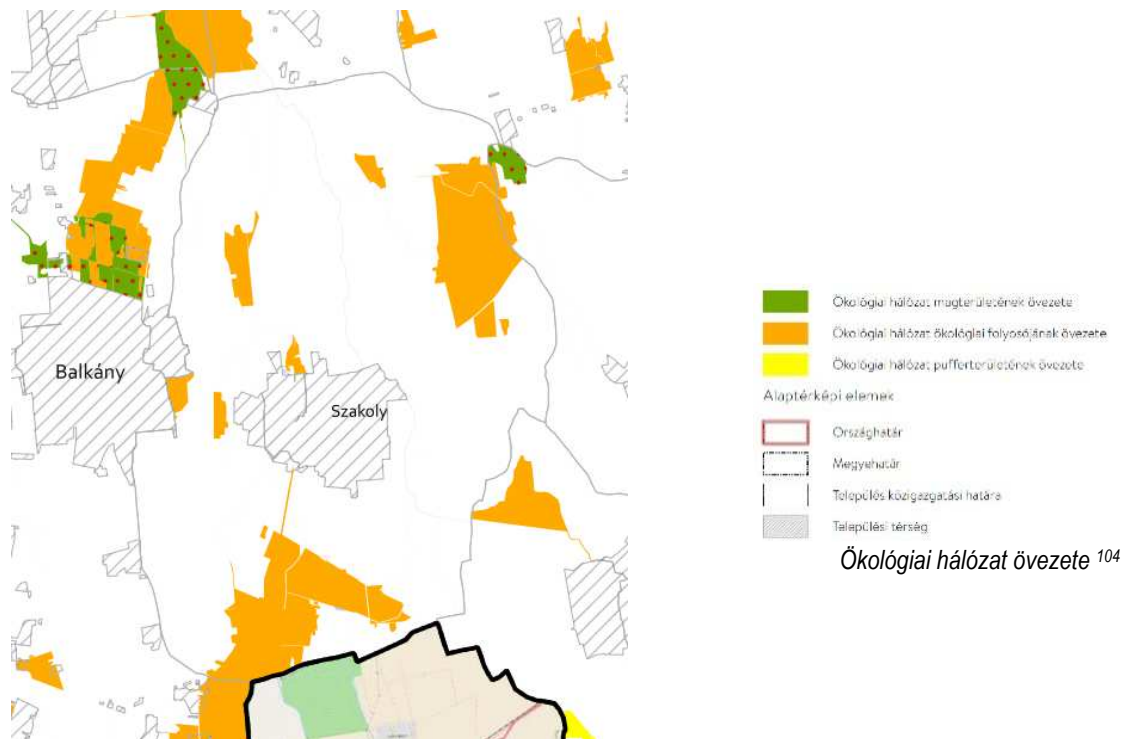 Balkány
Szakoly
Ökológiai hálózat magterületének övezete
Ökológiai hálózat ökológiai folyosójának övezete
Ökológiai hálózat pufferterületének övezete
Alaptérképi elemek
Országhatár
Megyehatár
Település közigazgatási határa
Települési térség
Ökológiai hálózat övezete 104